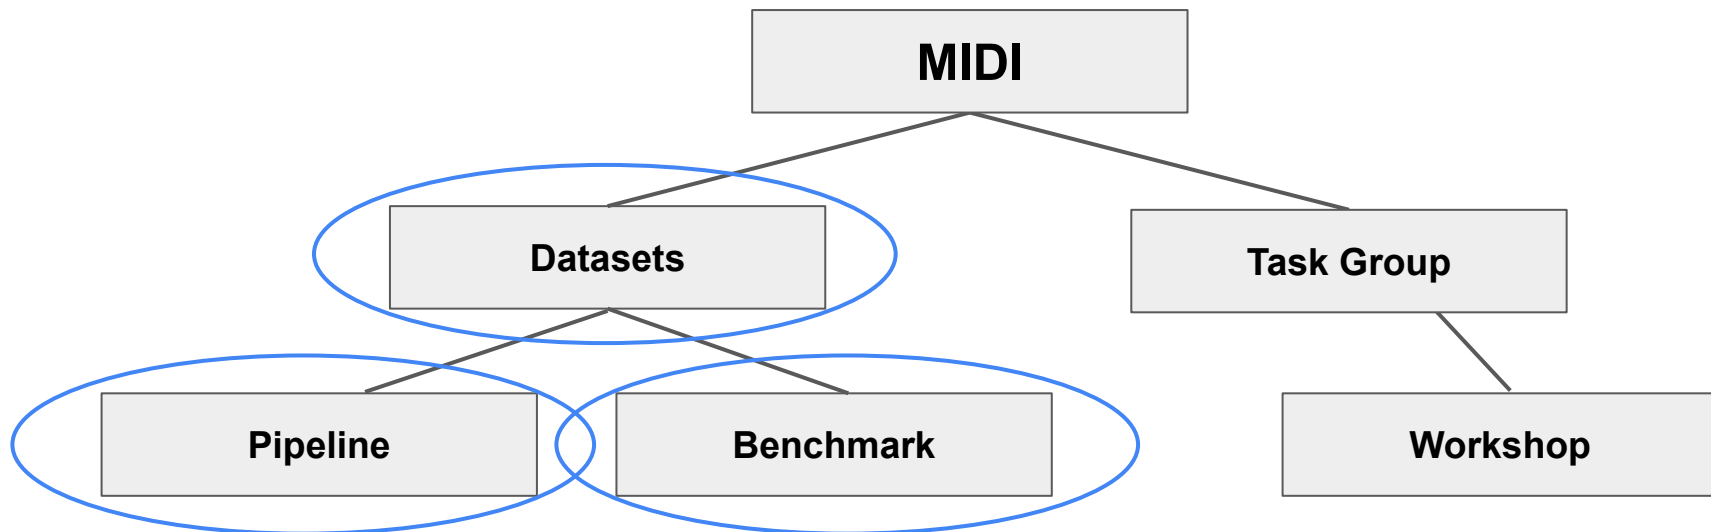 MIDI
Datasets
Task Group
Pipeline
Benchmark
Workshop